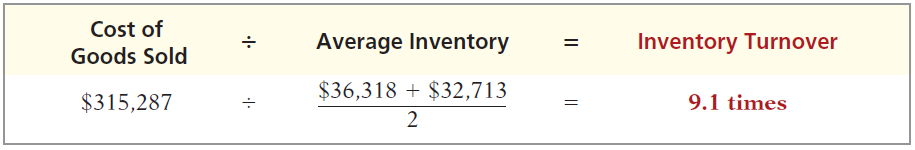 Cost of
Goods Sold ÷ Average Inventory = Inventory Turnover
$315,287 ÷ $36,318 + $32,713 = 9.1 times
2